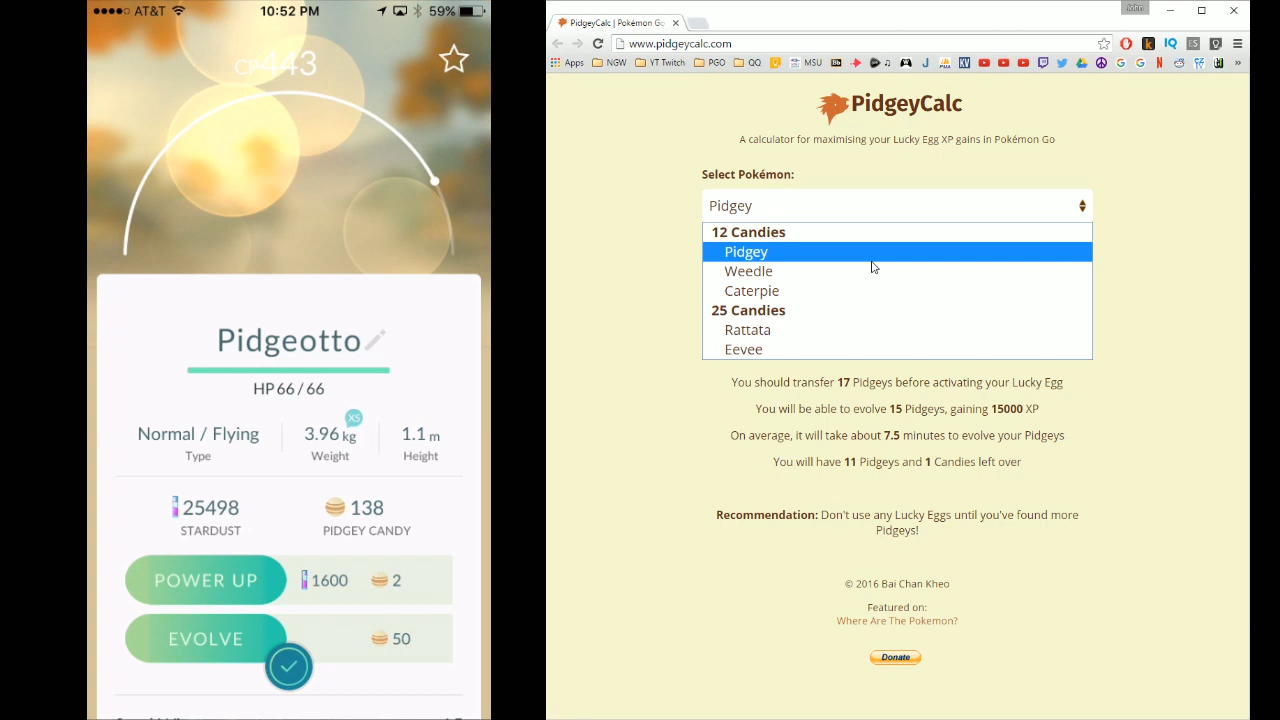 AT&T 10:52 PM 59%
CP443
Pidgeotto
HP 66 / 66
XS
Normal / Flying 3.96 kg 1.1 m
Type Weight Height
25498 138
STARDUST PIDGEY CANDY
POWER UP 1600 2
EVOLVE 50
John
PidgeyCalc | Pokémon Go
www.pidgeycalc.com
Apps NGW YT Twitch PGO QQ MSU
PidgeyCalc
A calculator for maximising your Lucky Egg XP gains in Pokémon Go
Select Pokémon:
Pidgey
12 Candies
Pidgey
Weedle
Caterpie
25 Candies
Rattata
Eevee
You should transfer 17 Pidgeys before activating your Lucky Egg
You will be able to evolve 15 Pidgeys, gaining 15000 XP
On average, it will take about 7.5 minutes to evolve your Pidgeys
You will have 11 Pidgeys and 1 Candies left over
Recommendation: Don't use any Lucky Eggs until you've found more
Pidgeys!
© 2016 Bai Chan Kheo
Featured on:
Where Are The Pokemon?
Donate